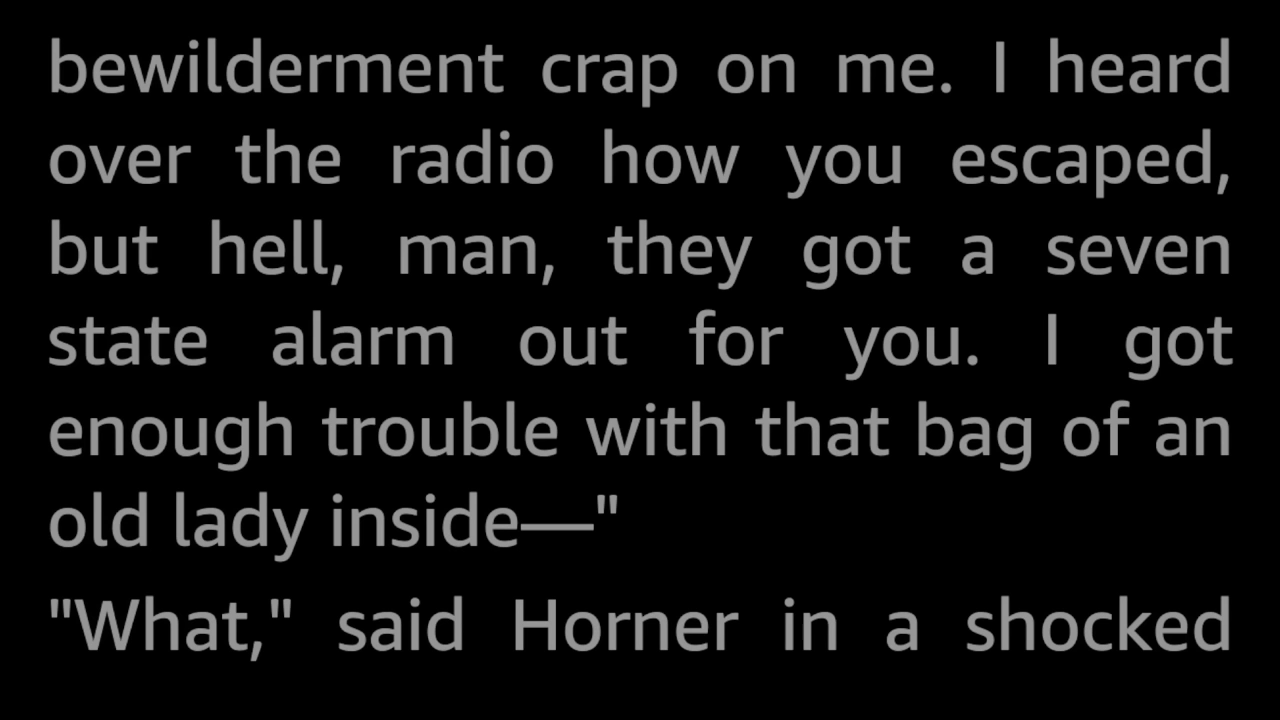 bewilderment crap on me. I heard
over the radio how you escaped,
but hell, man, they got a seven
state alarm out for you. I got
enough trouble with that bag of an
old lady inside—"
"What," said Horner in a shocked